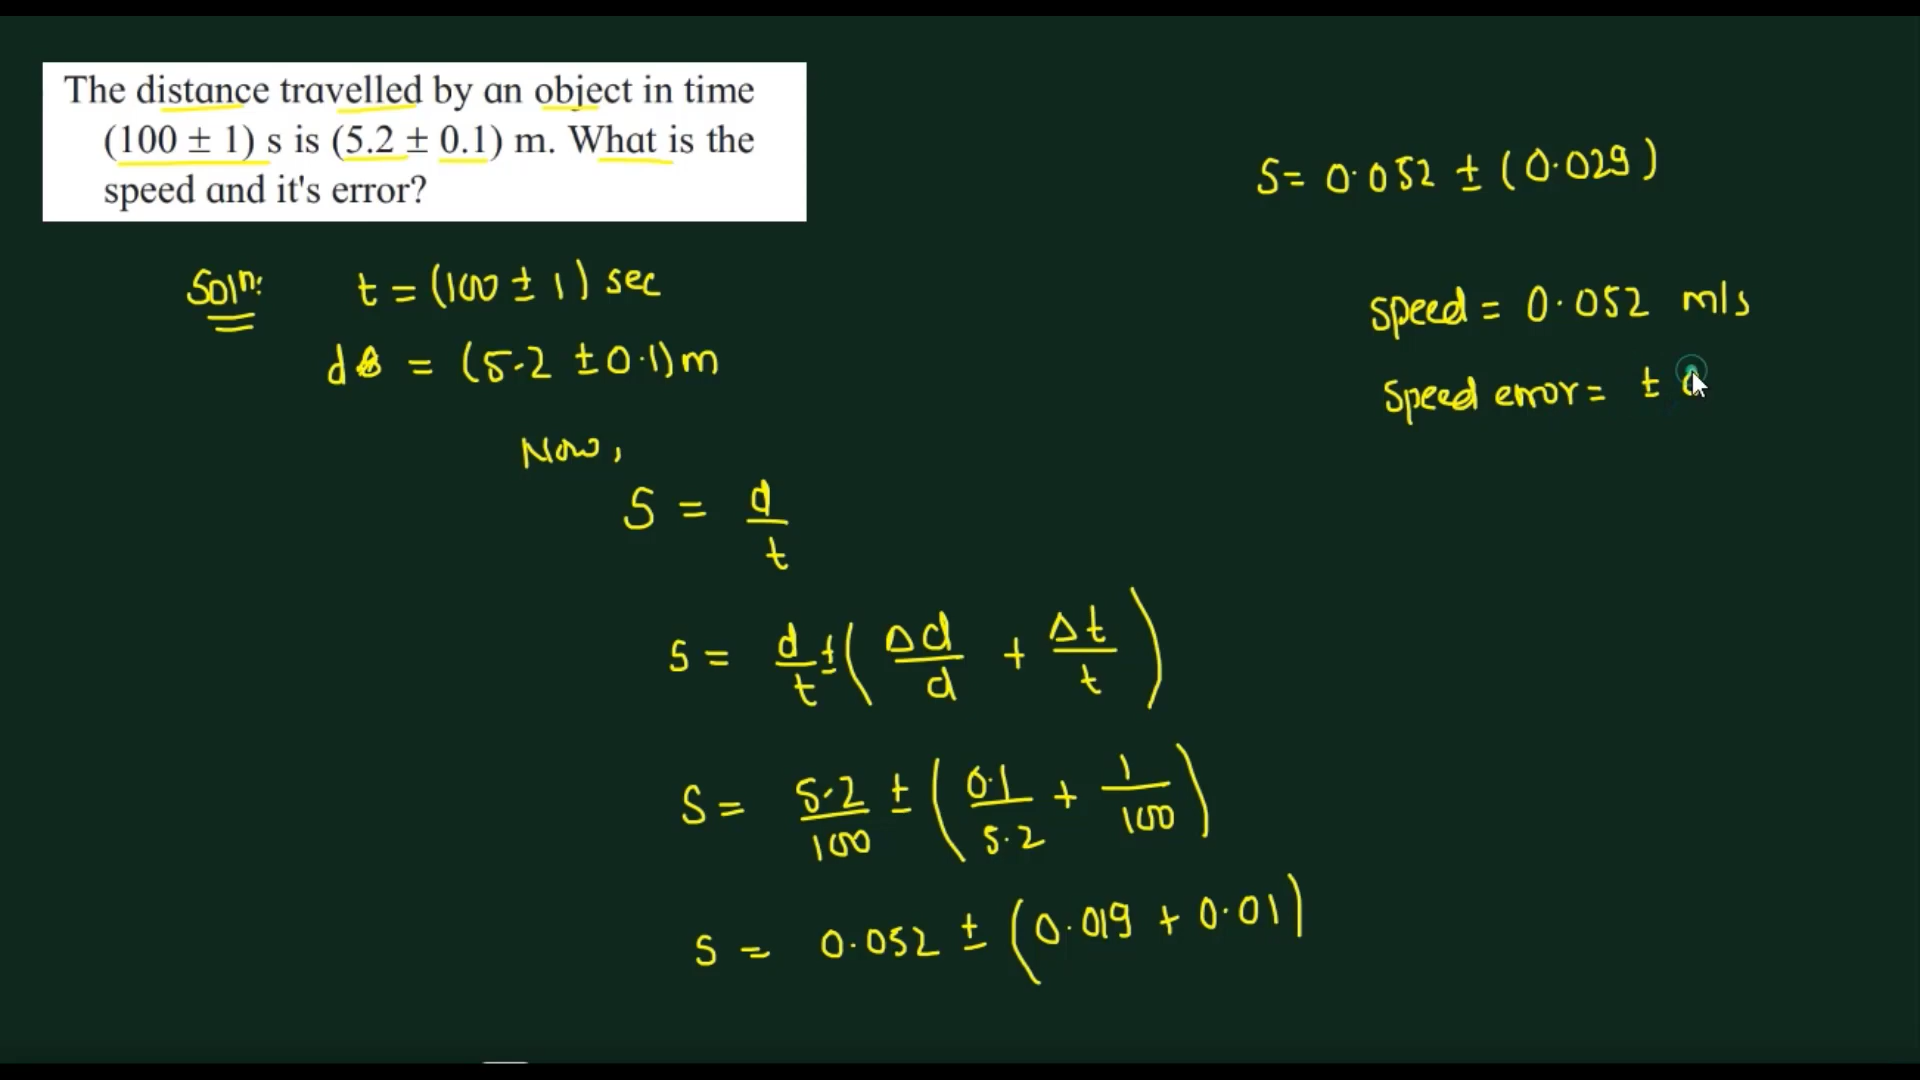 The distance travelled by an object in time
(100 ± 1) s is (5.2 ± 0.1) m. What is the
speed and it's error?
Soln:
t = (100 ± 1) sec
d = (5.2 ± 0.1) m
Now,
S = d/t
S = d/t ± (Δd/d + Δt/t)
S = 5.2/100 ± (0.1/5.2 + 1/100)
S = 0.052 ± (0.019 + 0.01)
S = 0.052 ± (0.029)
speed = 0.052 m/s
Speed error = ±